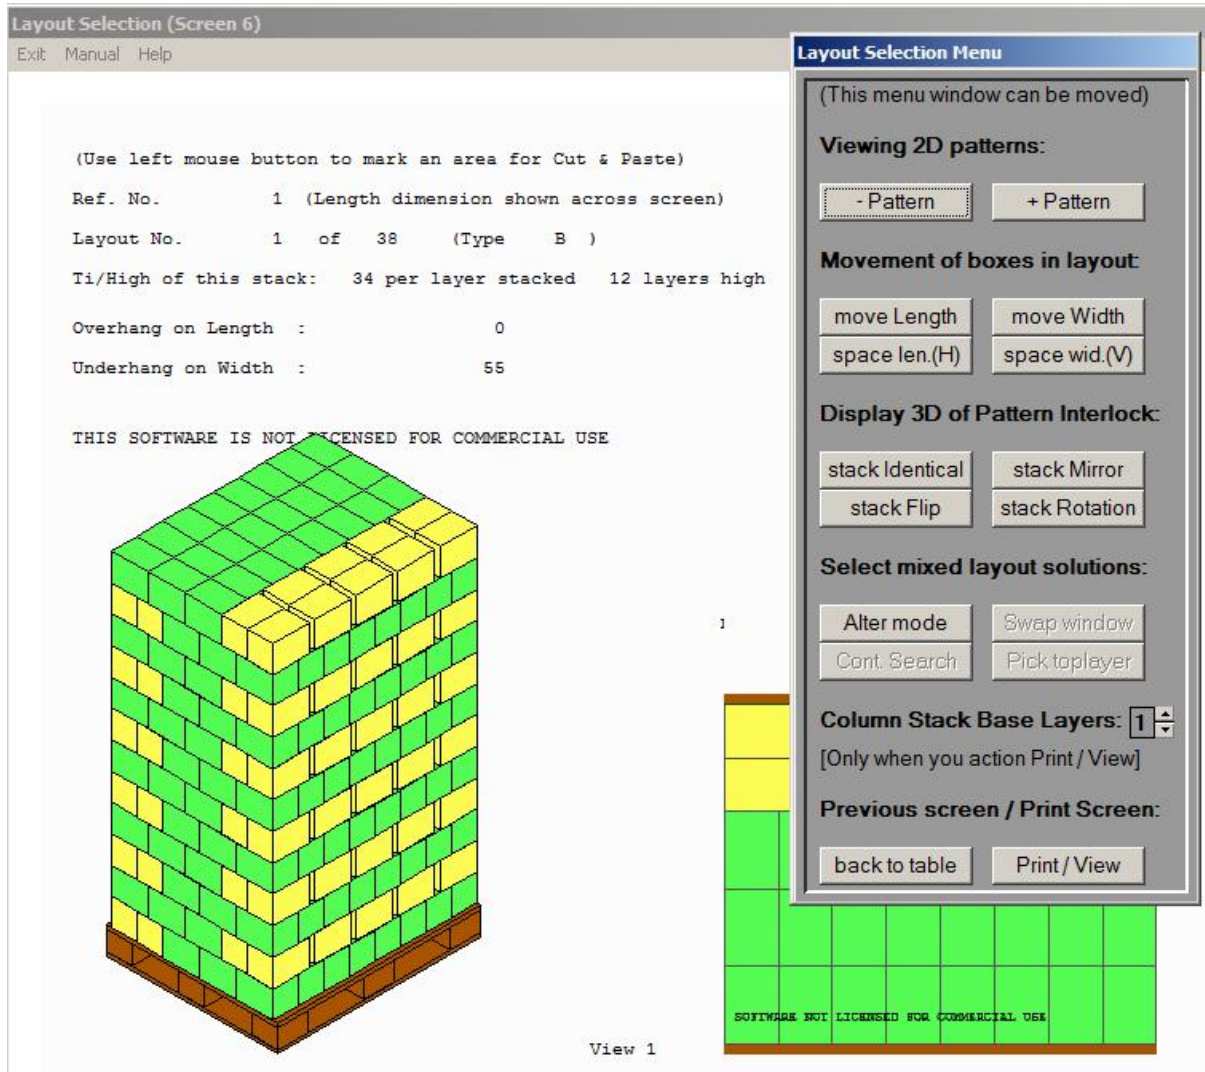 Layout Selection (Screen 6)
Exit Manual Help
(Use left mouse button to mark an area for Cut & Paste)
Ref. No. 1 (Length dimension shown across screen)
Layout No. 1 of 38 (Type B )
Ti/High of this stack: 34 per layer stacked 12 layers high
Overhang on Length : 0
Underhang on Width : 55
THIS SOFTWARE IS NOT LICENSED FOR COMMERCIAL USE
View 1
SOFTWARE NOT LICENSED FOR COMMERCIAL USE
Layout Selection Menu
(This menu window can be moved)
Viewing 2D patterns:
- Pattern + Pattern
Movement of boxes in layout:
move Length move Width
space len.(H) space wid.(V)
Display 3D of Pattern Interlock:
stack Identical stack Mirror
stack Flip stack Rotation
Select mixed layout solutions:
Alter mode Swap window
Cont. Search Pick toplayer
Column Stack Base Layers: 1
[Only when you action Print / View]
Previous screen / Print Screen:
back to table Print / View